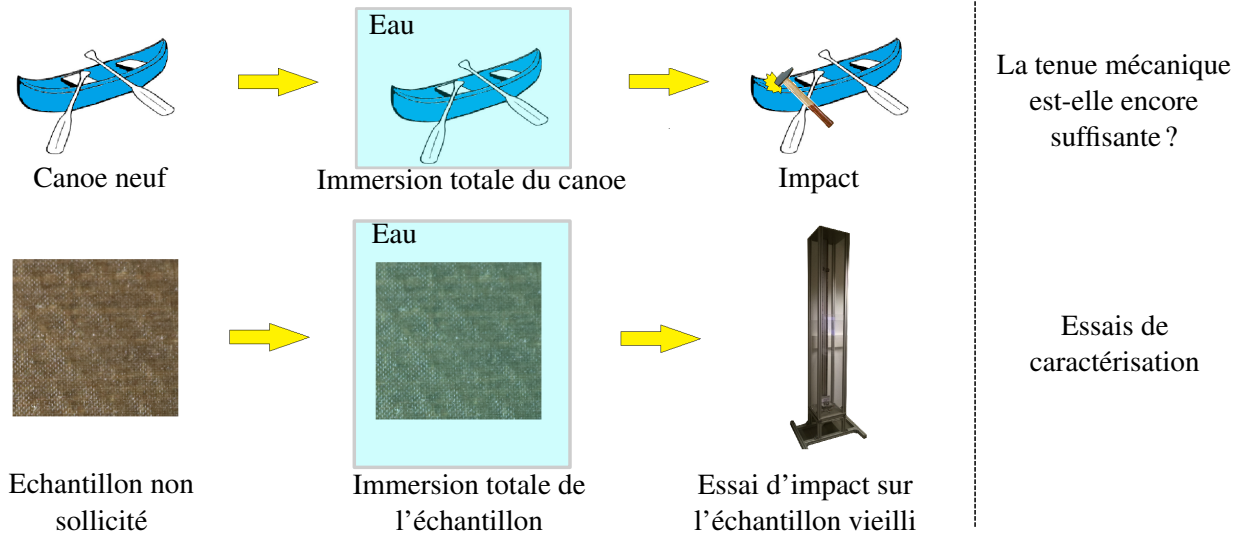 Eau
Canoe neuf
Immersion totale du canoe
Impact
La tenue mécanique
est-elle encore
suffisante ?
Eau
Echantillon non
sollicité
Immersion totale de
l'échantillon
Essai d'impact sur
l'échantillon vieilli
Essais de
caractérisation